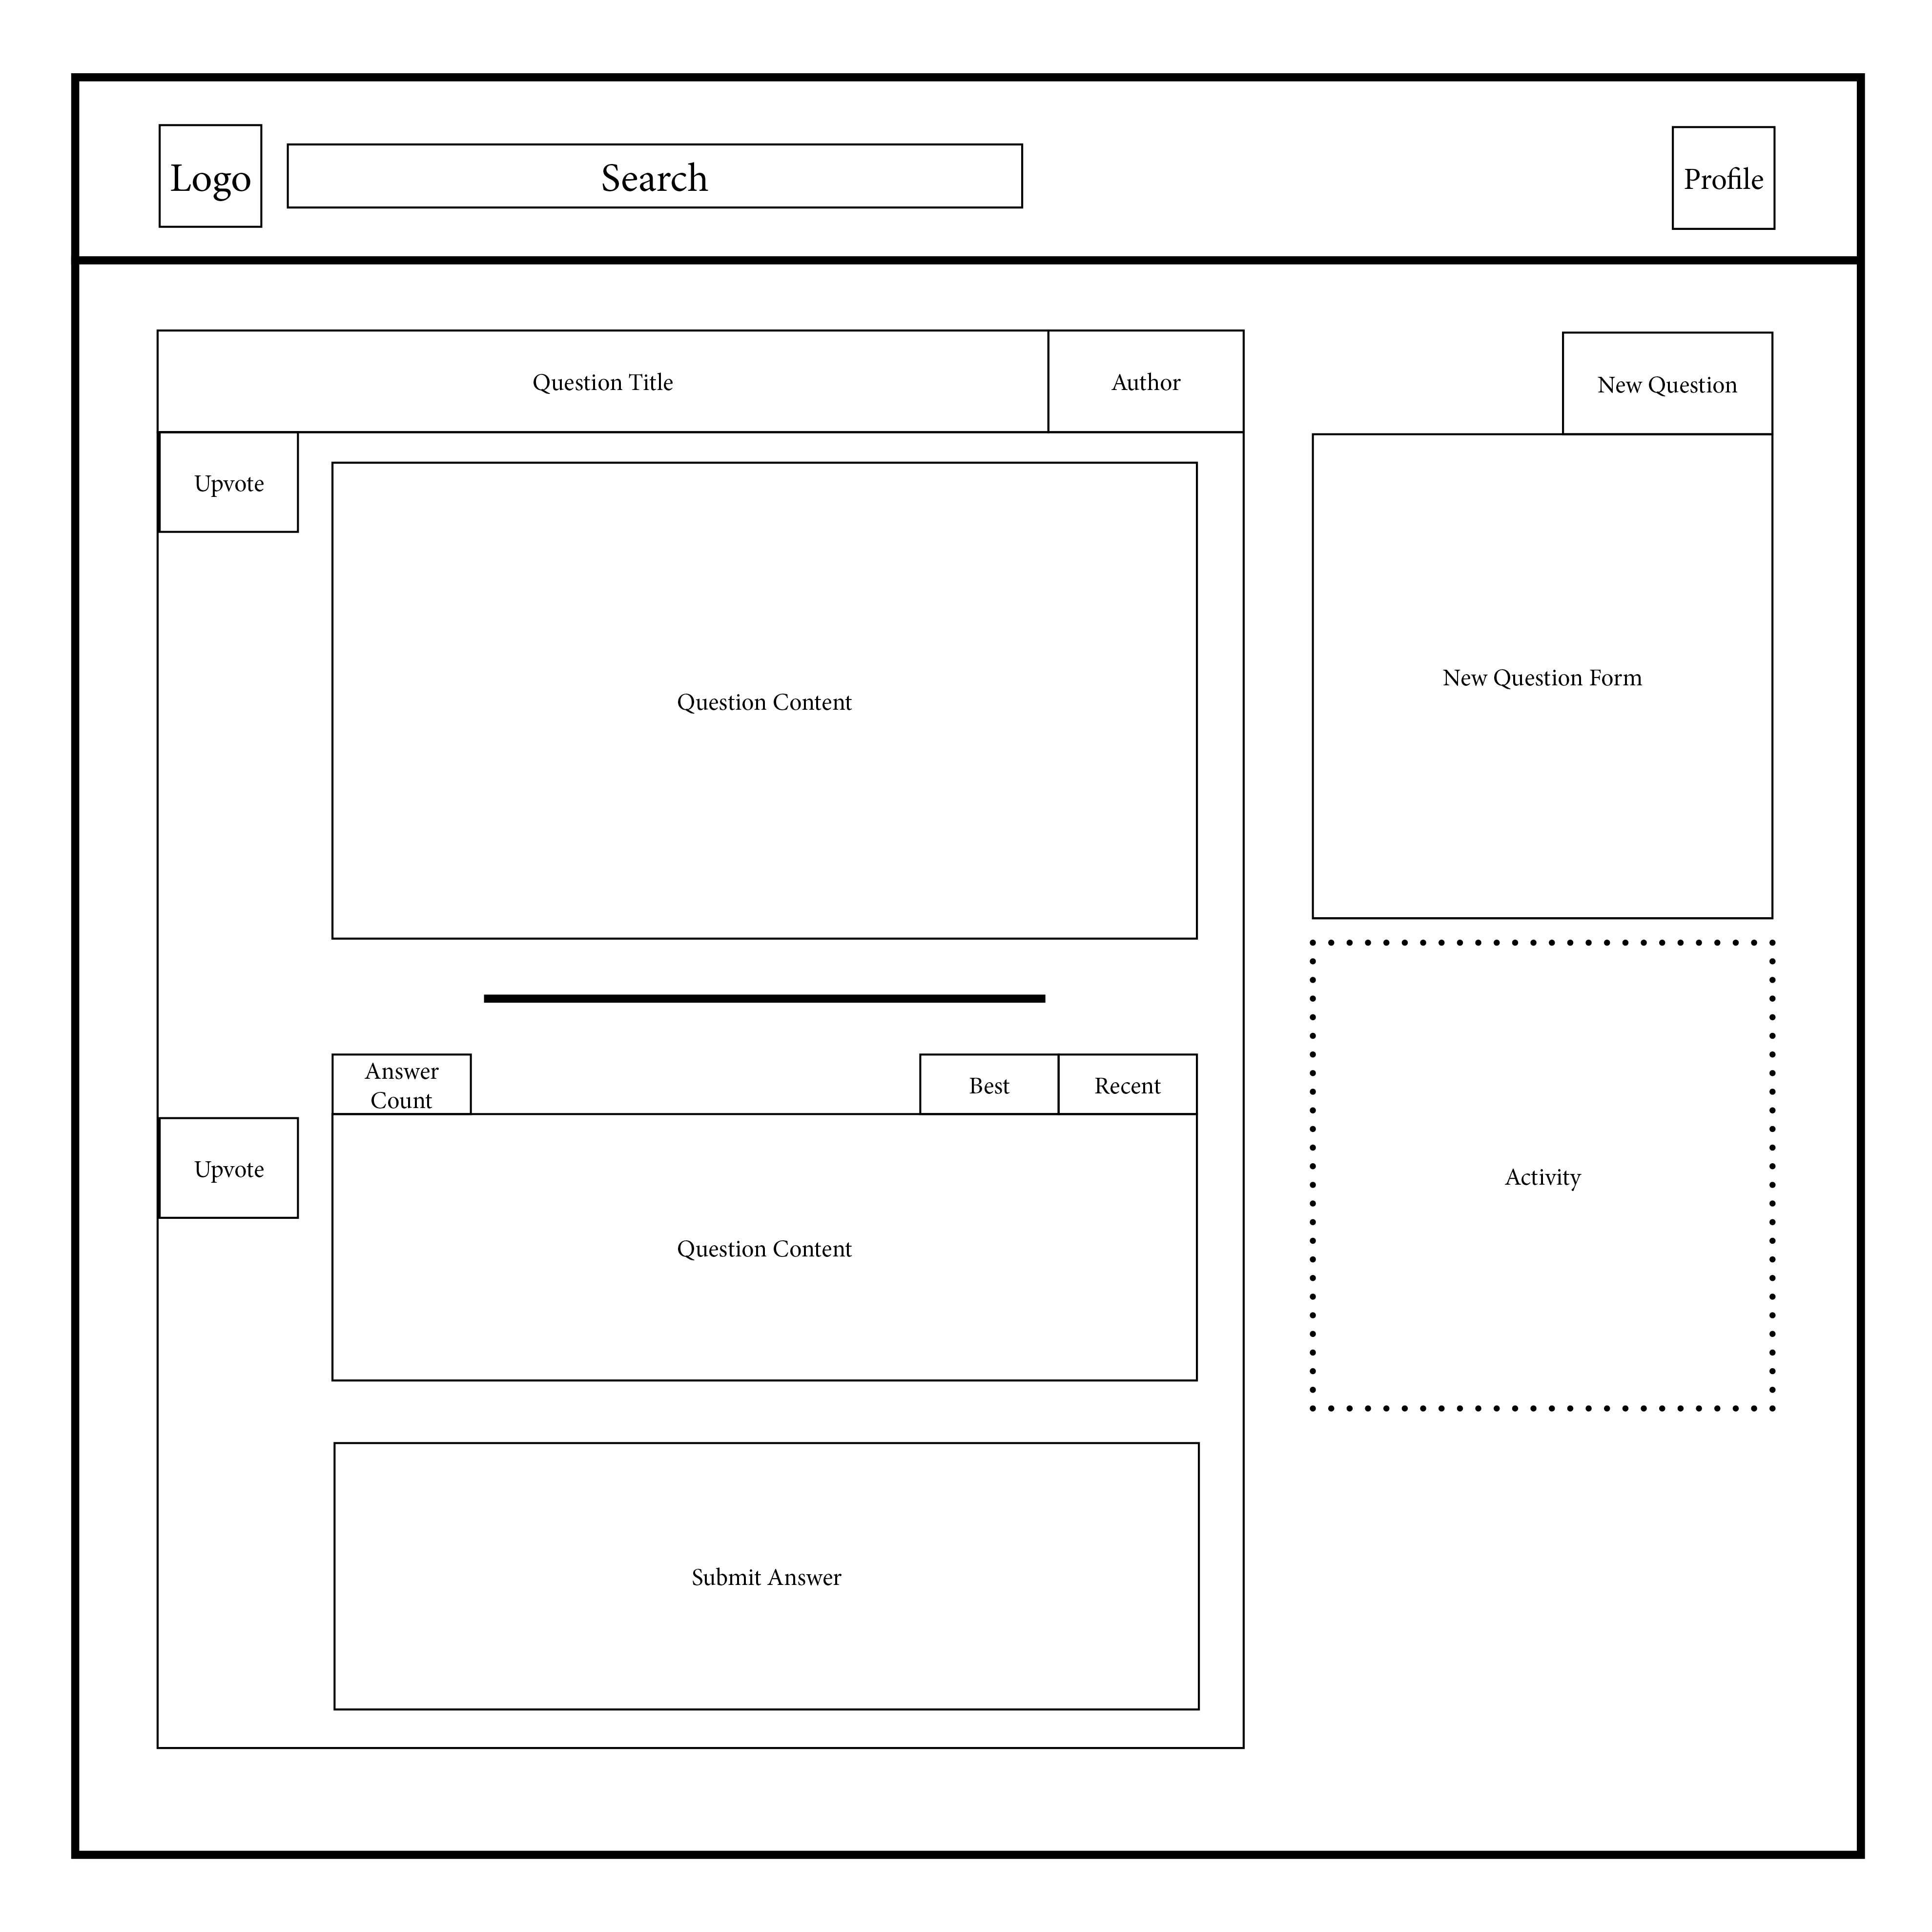 Logo
Search
Profile
Question Title
Author
New Question
Upvote
Question Content
New Question Form
Answer
Count
Best
Recent
Upvote
Question Content
Activity
Submit Answer